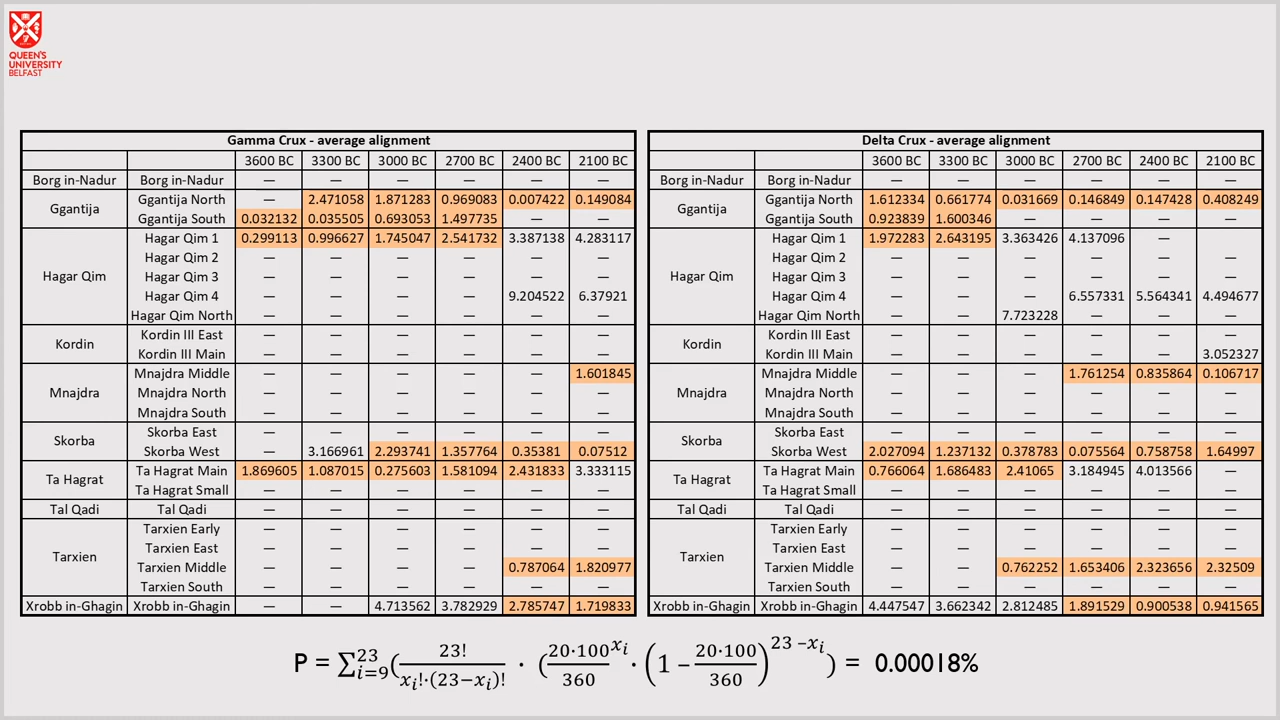 QUEEN'S
UNIVERSITY
BELFAST
Gamma Crux - average alignment
3600 BC 3300 BC 3000 BC 2700 BC 2400 BC 2100 BC
Borg in-Nadur Borg in-Nadur — — — — — —
Ggantija Ggantija North — 2.471058 1.871283 0.969083 0.007422 0.149084
Ggantija South 0.032132 0.035505 0.693053 1.497735 — —
Hagar Qim Hagar Qim 1 0.299113 0.996627 1.745047 2.541732 3.387138 4.283117
Hagar Qim 2 — — — — — —
Hagar Qim 3 — — — — — —
Hagar Qim 4 — — — — 9.204522 6.37921
Hagar Qim North — — — — — —
Kordin Kordin III East — — — — — —
Kordin III Main — — — — — —
Mnajdra Mnajdra Middle — — — — — 1.601845
Mnajdra North — — — — — —
Mnajdra South — — — — — —
Skorba Skorba East — — — — — —
Skorba West — 3.166961 2.293741 1.357764 0.35381 0.07512
Ta Hagrat Ta Hagrat Main 1.869605 1.087015 0.275603 1.581094 2.431833 3.333115
Ta Hagrat Small — — — — — —
Tal Qadi Tal Qadi — — — — — —
Tarxien Tarxien Early — — — — — —
Tarxien East — — — — — —
Tarxien Middle — — — — 0.787064 1.820977
Tarxien South — — — — — —
Xrobb in-Ghagin Xrobb in-Ghagin — — 4.713562 3.782929 2.785747 1.719833
Delta Crux - average alignment
3600 BC 3300 BC 3000 BC 2700 BC 2400 BC 2100 BC
Borg in-Nadur Borg in-Nadur — — — — — —
Ggantija Ggantija North 1.612334 0.661774 0.031669 0.146849 0.147428 0.408249
Ggantija South 0.923839 1.600346 — — — —
Hagar Qim Hagar Qim 1 1.972283 2.643195 3.363426 4.137096 —
Hagar Qim 2 — — — — — —
Hagar Qim 3 — — — — — —
Hagar Qim 4 — — — 6.557331 5.564341 4.494677
Hagar Qim North — — 7.723228 — — —
Kordin Kordin III East — — — — — —
Kordin III Main — — — — — 3.052327
Mnajdra Mnajdra Middle — — — 1.761254 0.835864 0.106717
Mnajdra North — — — — — —
Mnajdra South — — — — — —
Skorba Skorba East — — — — — —
Skorba West 2.027094 1.237132 0.378783 0.075564 0.758758 1.64997
Ta Hagrat Ta Hagrat Main 0.766064 1.686483 2.41065 3.184945 4.013566 —
Ta Hagrat Small — — — — — —
Tal Qadi Tal Qadi — — — — — —
Tarxien Tarxien Early — — — — — —
Tarxien East — — — — — —
Tarxien Middle — — 0.762252 1.653406 2.323656 2.32509
Tarxien South — — — — — —
Xrobb in-Ghagin Xrobb in-Ghagin 4.447547 3.662342 2.812485 1.891529 0.900538 0.941565
P = ∑_{i=9}^{23}(23!/(x_i!·(23−x_i)!) · (20·100/360^{x_i} · (1 – 20·100/360)^{23 –x_i}) = 0.00018%